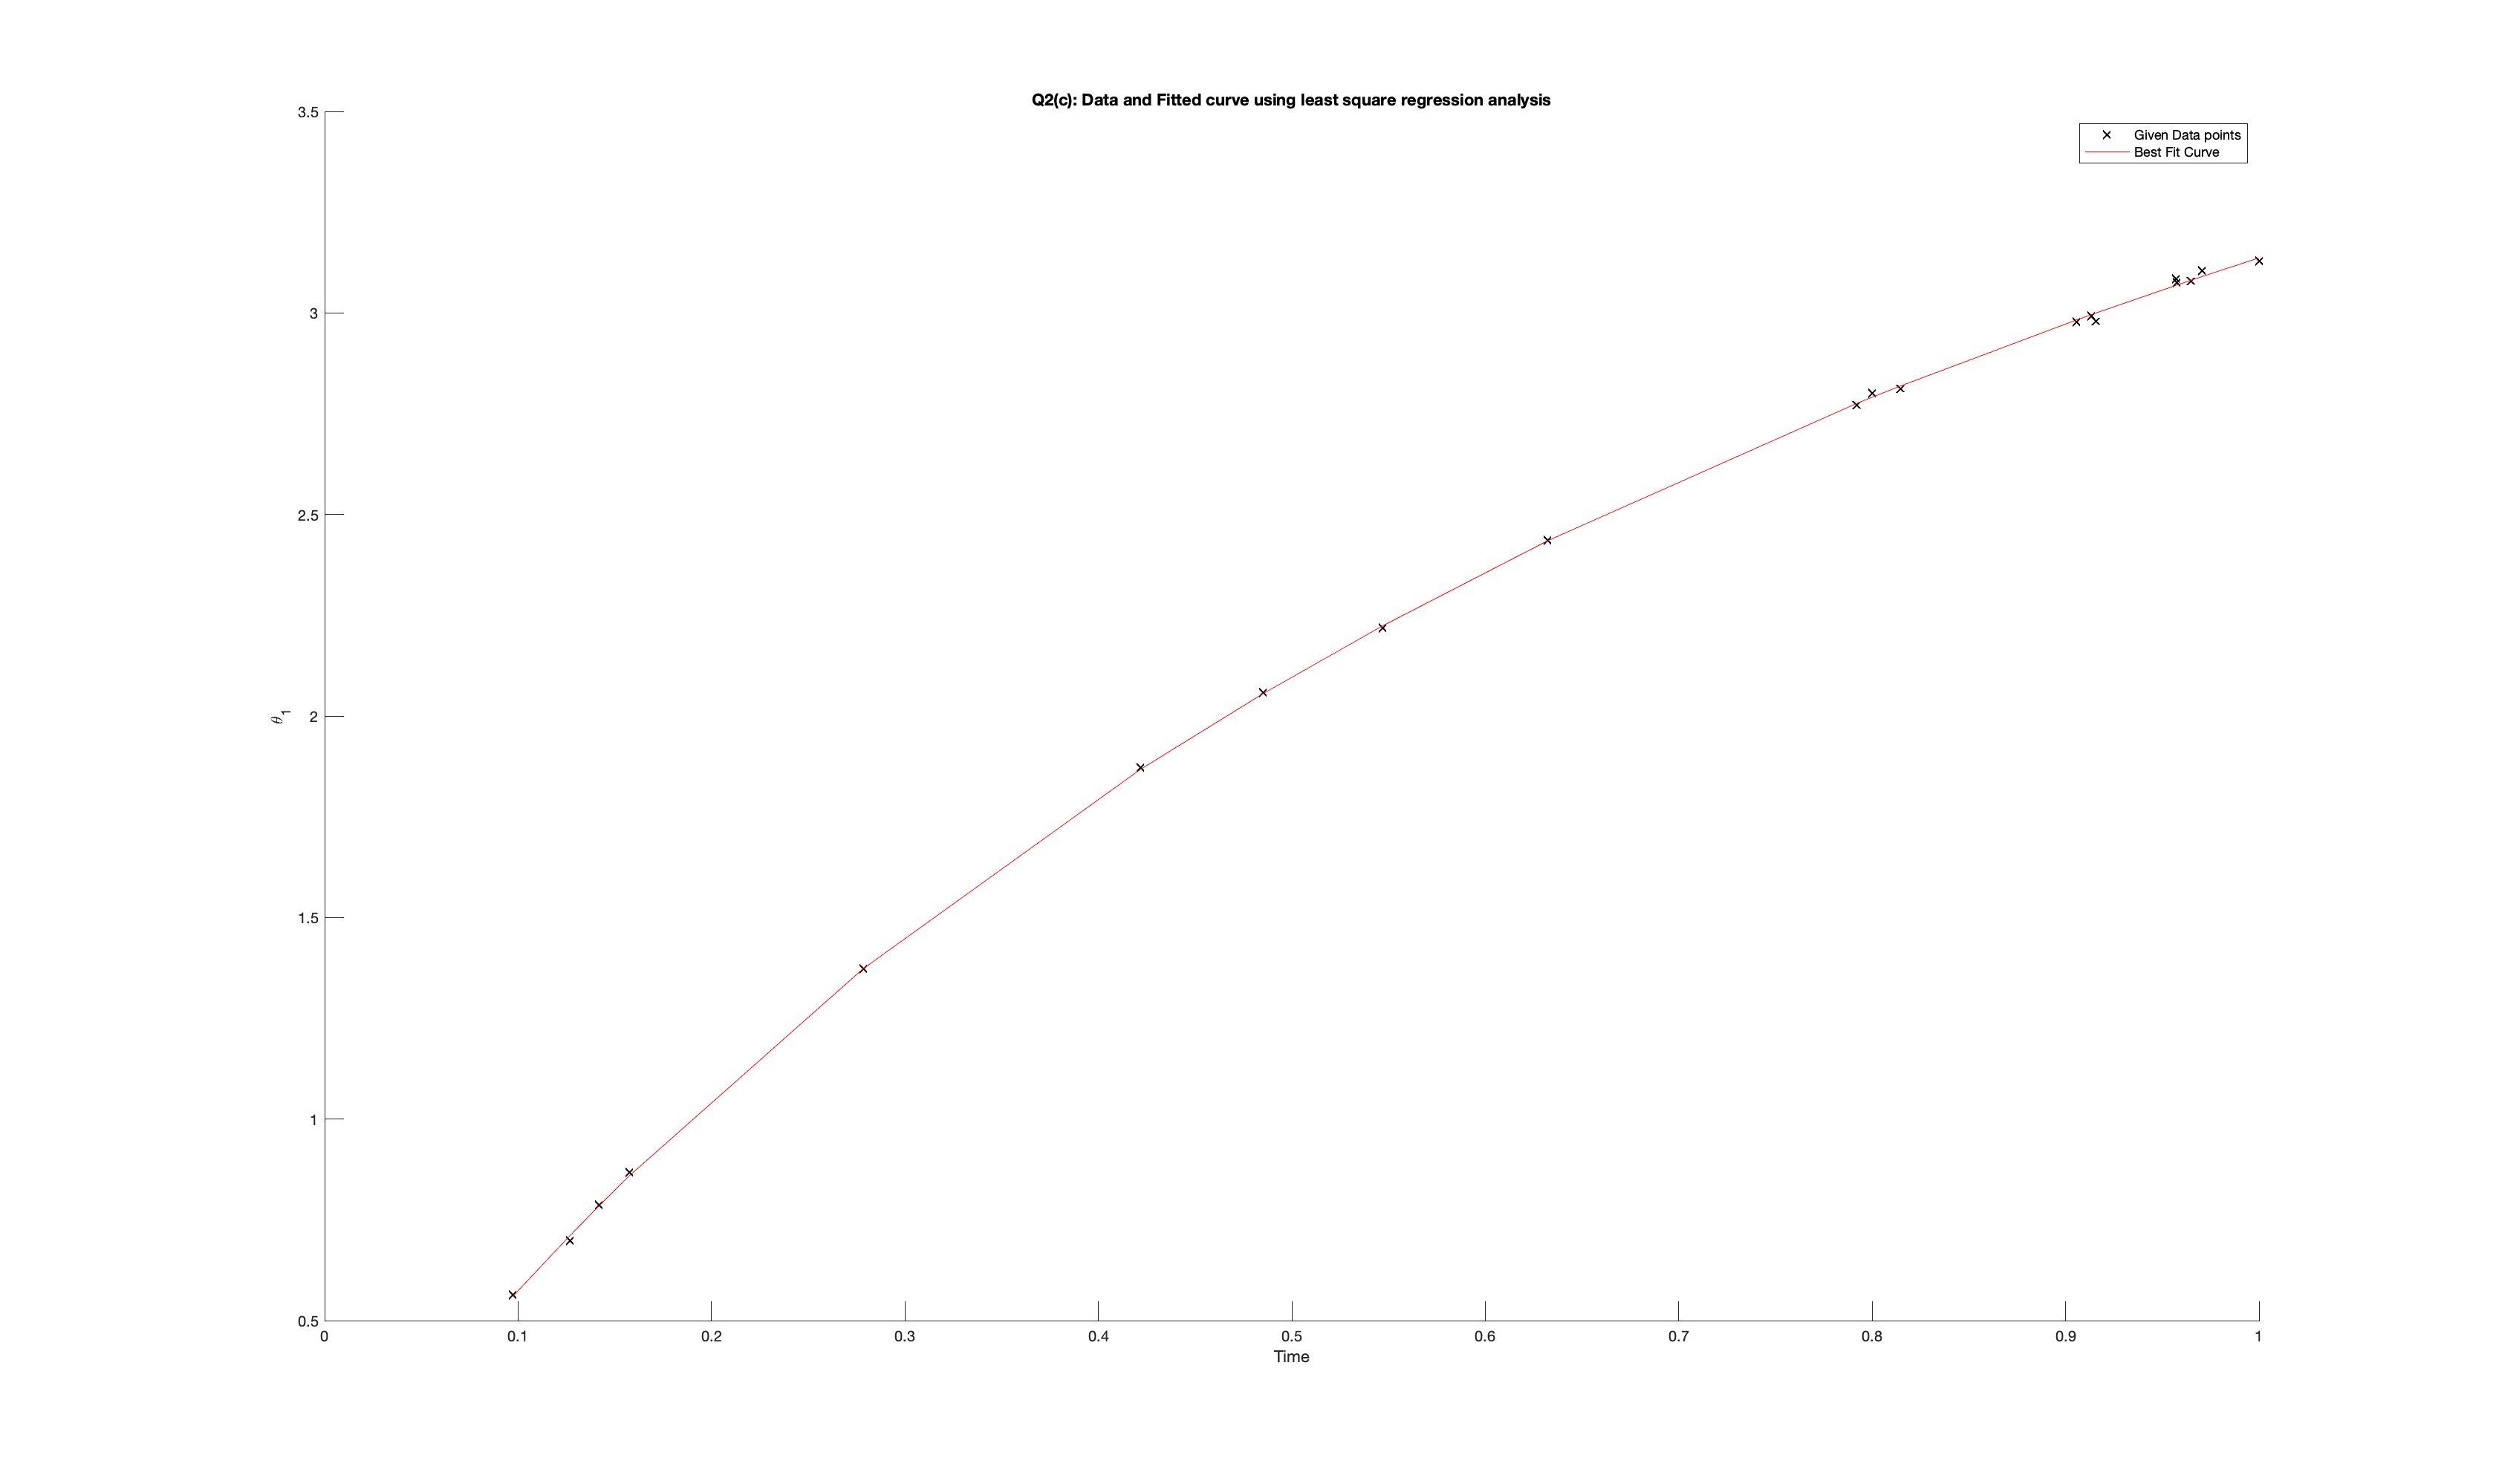 Q2(c): Data and Fitted curve using least square regression analysis
Given Data points
Best Fit Curve
3.5
3
2.5
2
1.5
1
0.5
θ1
0 0.1 0.2 0.3 0.4 0.5 0.6 0.7 0.8 0.9 1
Time